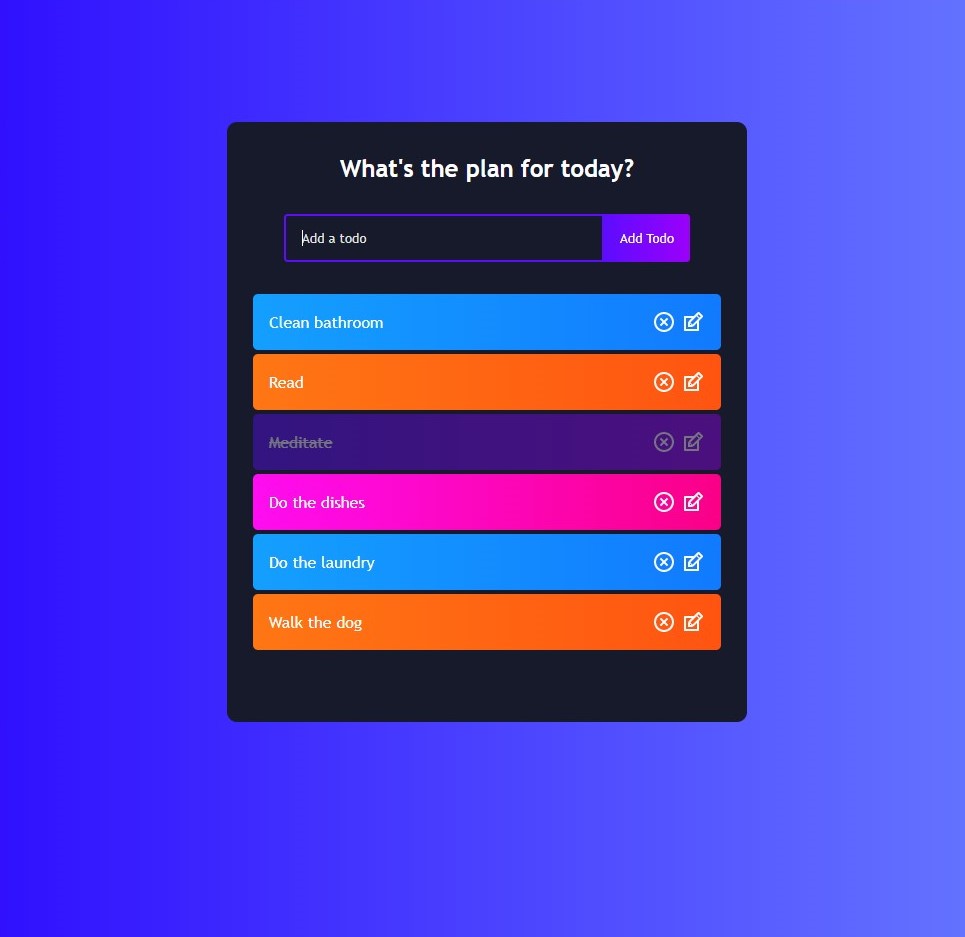 What's the plan for today?
Add a todo
Add Todo
Clean bathroom
Read
Meditate
Do the dishes
Do the laundry
Walk the dog